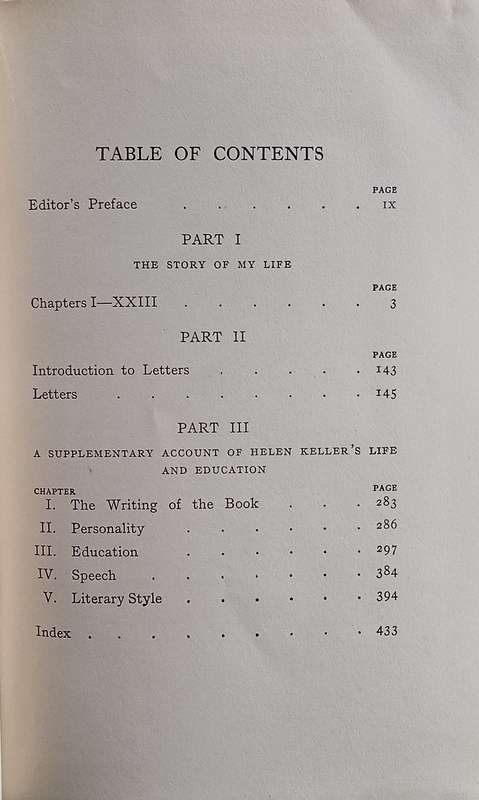 TABLE OF CONTENTS
PAGE
Editor's Preface . . . . . . IX
PART I
THE STORY OF MY LIFE
PAGE
Chapters I—XXIII . . . . . . 3
PART II
PAGE
Introduction to Letters . . . . . 143
Letters . . . . . . . . 145
PART III
A SUPPLEMENTARY ACCOUNT OF HELEN KELLER'S LIFE
AND EDUCATION
CHAPTER PAGE
I. The Writing of the Book . . . 283
II. Personality . . . . . . 286
III. Education . . . . . . 297
IV. Speech . . . . . . . 384
V. Literary Style . . . . . . 394
Index . . . . . . . . . 433